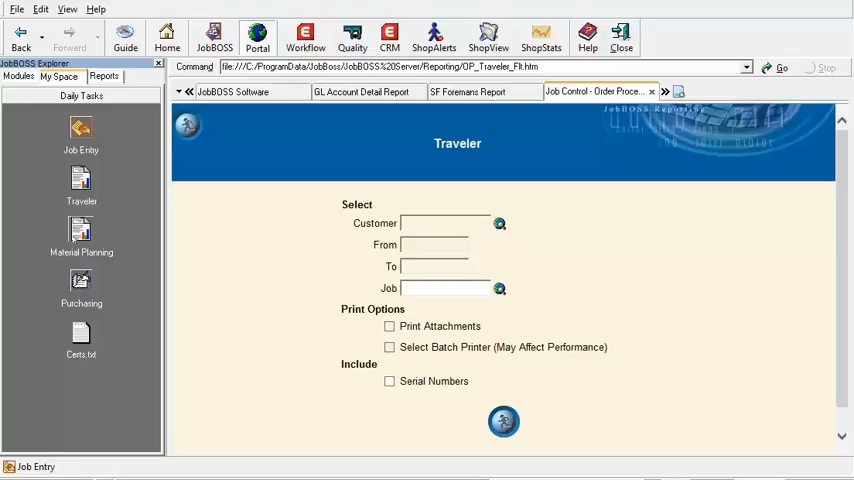 File Edit View Help
Back Forward Guide Home JobBOSS Portal Workflow Quality CRM ShopAlerts ShopView ShopStats Help Close
JobBOSS Explorer
Command file:///C:/ProgramData/JobBoss/JobBOSS%20Server/Reporting/OP_Traveler_Flt.htm Go Stop
Modules My Space Reports
JobBOSS Software GL Account Detail Report SF Foremans Report Job Control - Order Proce...
Daily Tasks
JobBOSS Reporting
Job Entry
Traveler
Material Planning
Purchasing
Certs.txt
Traveler
Select
Customer
From
To
Job
Print Options
Print Attachments
Select Batch Printer (May Affect Performance)
Include
Serial Numbers
Job Entry